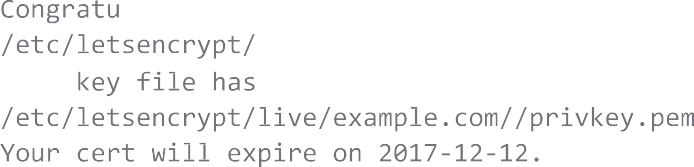 Congratu
/etc/letsencrypt/
key file has
/etc/letsencrypt/live/example.com//privkey.pem
Your cert will expire on 2017-12-12.